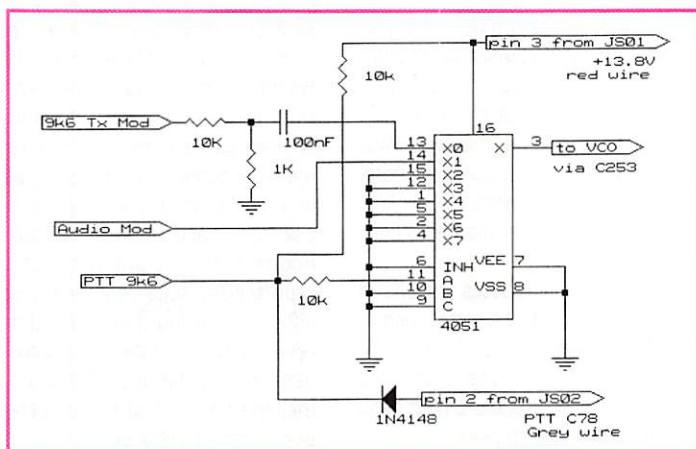 pin 3 from JS01
+13.8V
red wire
10k
16
9k6 Tx Mod
10K
100nF
1K
13 X0 X 3
14 X1
15 X2
12 X3
1 X4
5 X5
2 X6
4 X7
to VCO
via C253
Audio Mod
PTT 9k6
10k
6 INH VEE 7
11 A
10 B VSS 8
9 C
4051
1N4148
pin 2 from JS02
PTT C78
Grey wire